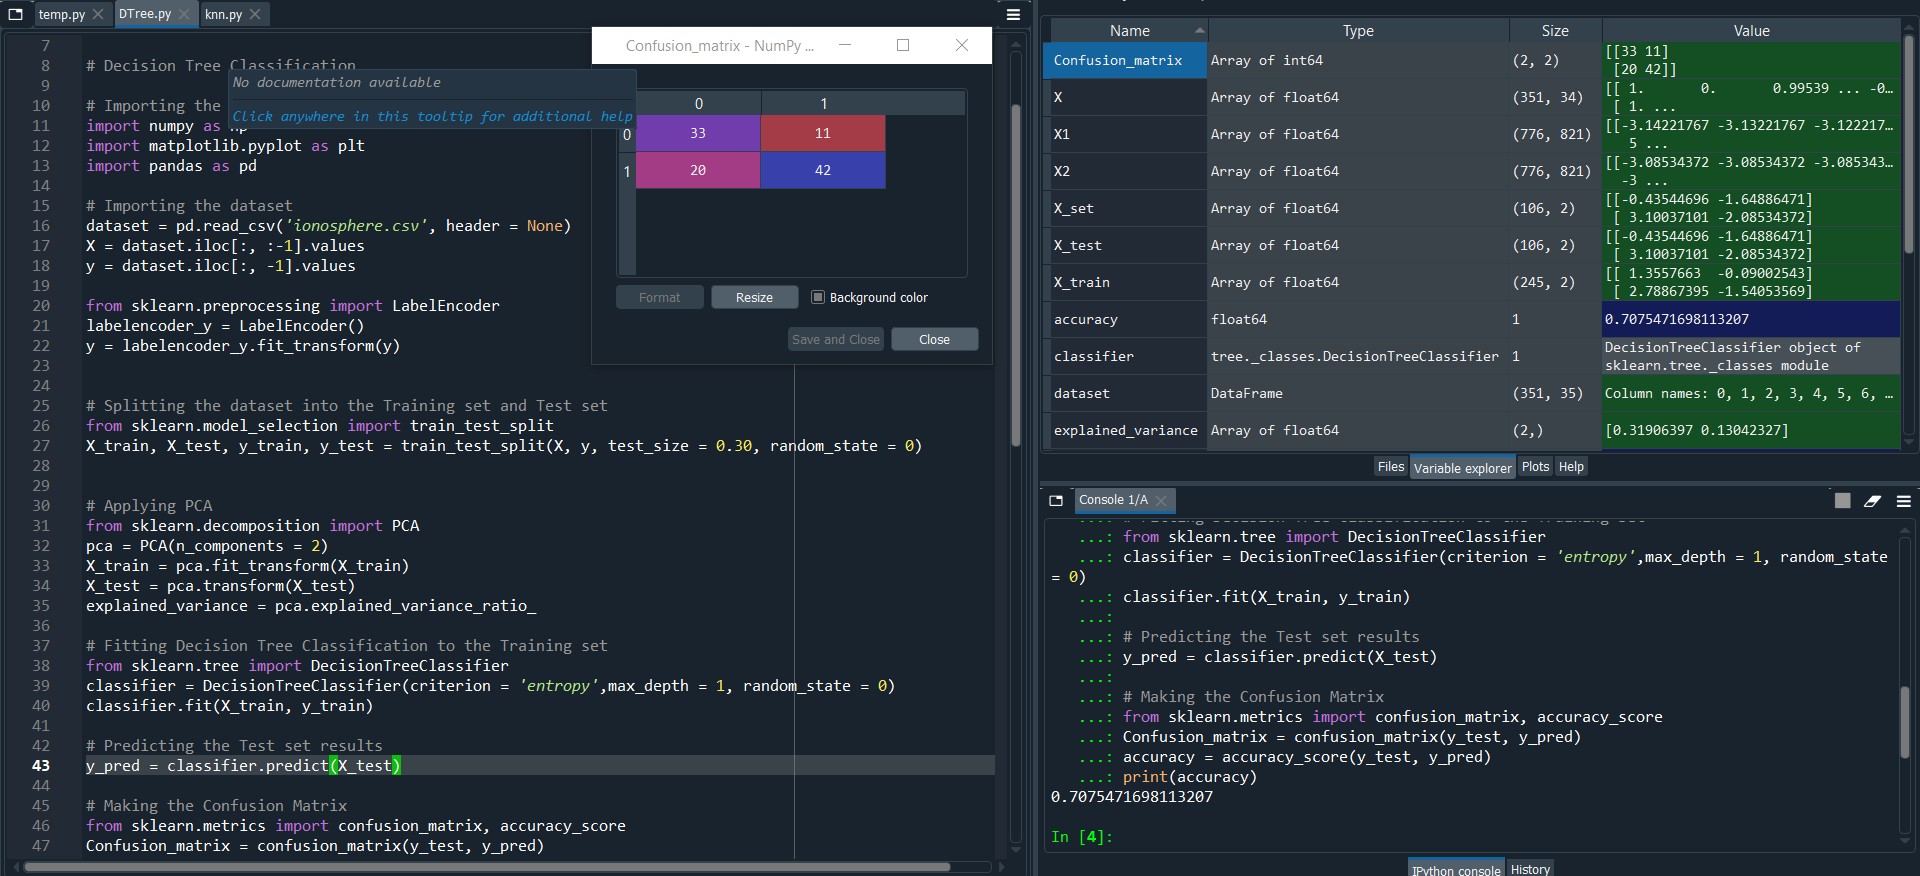 temp.py
DTree.py
knn.py
7
8 # Decision Tree Classification
9
10 # Importing the
11 import numpy as np
12 import matplotlib.pyplot as plt
13 import pandas as pd
14
15 # Importing the dataset
16 dataset = pd.read_csv('ionosphere.csv', header = None)
17 X = dataset.iloc[:, :-1].values
18 y = dataset.iloc[:, -1].values
19
20 from sklearn.preprocessing import LabelEncoder
21 labelencoder_y = LabelEncoder()
22 y = labelencoder_y.fit_transform(y)
23
24
25 # Splitting the dataset into the Training set and Test set
26 from sklearn.model_selection import train_test_split
27 X_train, X_test, y_train, y_test = train_test_split(X, y, test_size = 0.30, random_state = 0)
28
29
30 # Applying PCA
31 from sklearn.decomposition import PCA
32 pca = PCA(n_components = 2)
33 X_train = pca.fit_transform(X_train)
34 X_test = pca.transform(X_test)
35 explained_variance = pca.explained_variance_ratio_
36
37 # Fitting Decision Tree Classification to the Training set
38 from sklearn.tree import DecisionTreeClassifier
39 classifier = DecisionTreeClassifier(criterion = 'entropy',max_depth = 1, random_state = 0)
40 classifier.fit(X_train, y_train)
41
42 # Predicting the Test set results
43 y_pred = classifier.predict(X_test)
44
45 # Making the Confusion Matrix
46 from sklearn.metrics import confusion_matrix, accuracy_score
47 Confusion_matrix = confusion_matrix(y_test, y_pred)
No documentation available
Click anywhere in this tooltip for additional help
Confusion_matrix - NumPy ...
0 1
0 33 11
1 20 42
Format
Resize
Background color
Save and Close
Close
Name Type Size Value
Confusion_matrix Array of int64 (2, 2) [[33 11]
[20 42]]
X Array of float64 (351, 34) [[ 1. 0. 0.99539 ... -0…
[ 1. ...
X1 Array of float64 (776, 821) [[-3.14221767 -3.13221767 -3.122217…
5 ...
X2 Array of float64 (776, 821) [[-3.08534372 -3.08534372 -3.085343…
-3 ...
X_set Array of float64 (106, 2) [[-0.43544696 -1.64886471]
[ 3.10037101 -2.08534372]
X_test Array of float64 (106, 2) [[-0.43544696 -1.64886471]
[ 3.10037101 -2.08534372]
X_train Array of float64 (245, 2) [[ 1.3557663 -0.09002543]
[ 2.78867395 -1.54053569]
accuracy float64 1 0.7075471698113207
classifier tree._classes.DecisionTreeClassifier 1 DecisionTreeClassifier object of
sklearn.tree._classes module
dataset DataFrame (351, 35) Column names: 0, 1, 2, 3, 4, 5, 6, …
explained_variance Array of float64 (2,) [0.31906397 0.13042327]
Files
Variable explorer
Plots
Help
Console 1/A
...: from sklearn.tree import DecisionTreeClassifier
...: classifier = DecisionTreeClassifier(criterion = 'entropy',max_depth = 1, random_state
= 0)
...: classifier.fit(X_train, y_train)
...:
...: # Predicting the Test set results
...: y_pred = classifier.predict(X_test)
...:
...: # Making the Confusion Matrix
...: from sklearn.metrics import confusion_matrix, accuracy_score
...: Confusion_matrix = confusion_matrix(y_test, y_pred)
...: accuracy = accuracy_score(y_test, y_pred)
...: print(accuracy)
0.7075471698113207
In [4]:
IPython console
History